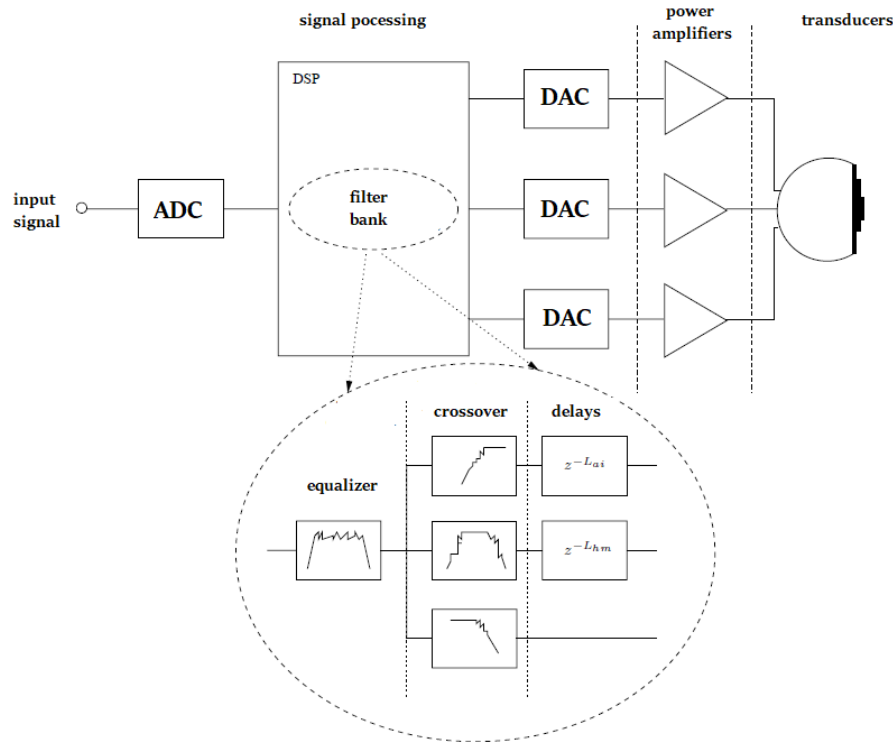 signal pocessing
power
amplifiers
transducers
DSP
DAC
input
signal
ADC
filter
bank
DAC
DAC
crossover
delays
equalizer
z^{-L_{ai}}
z^{-L_{hm}}